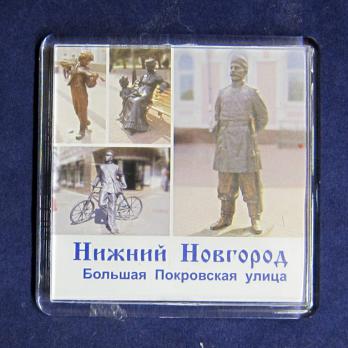 Нижний Новгород
Большая Покровская улица